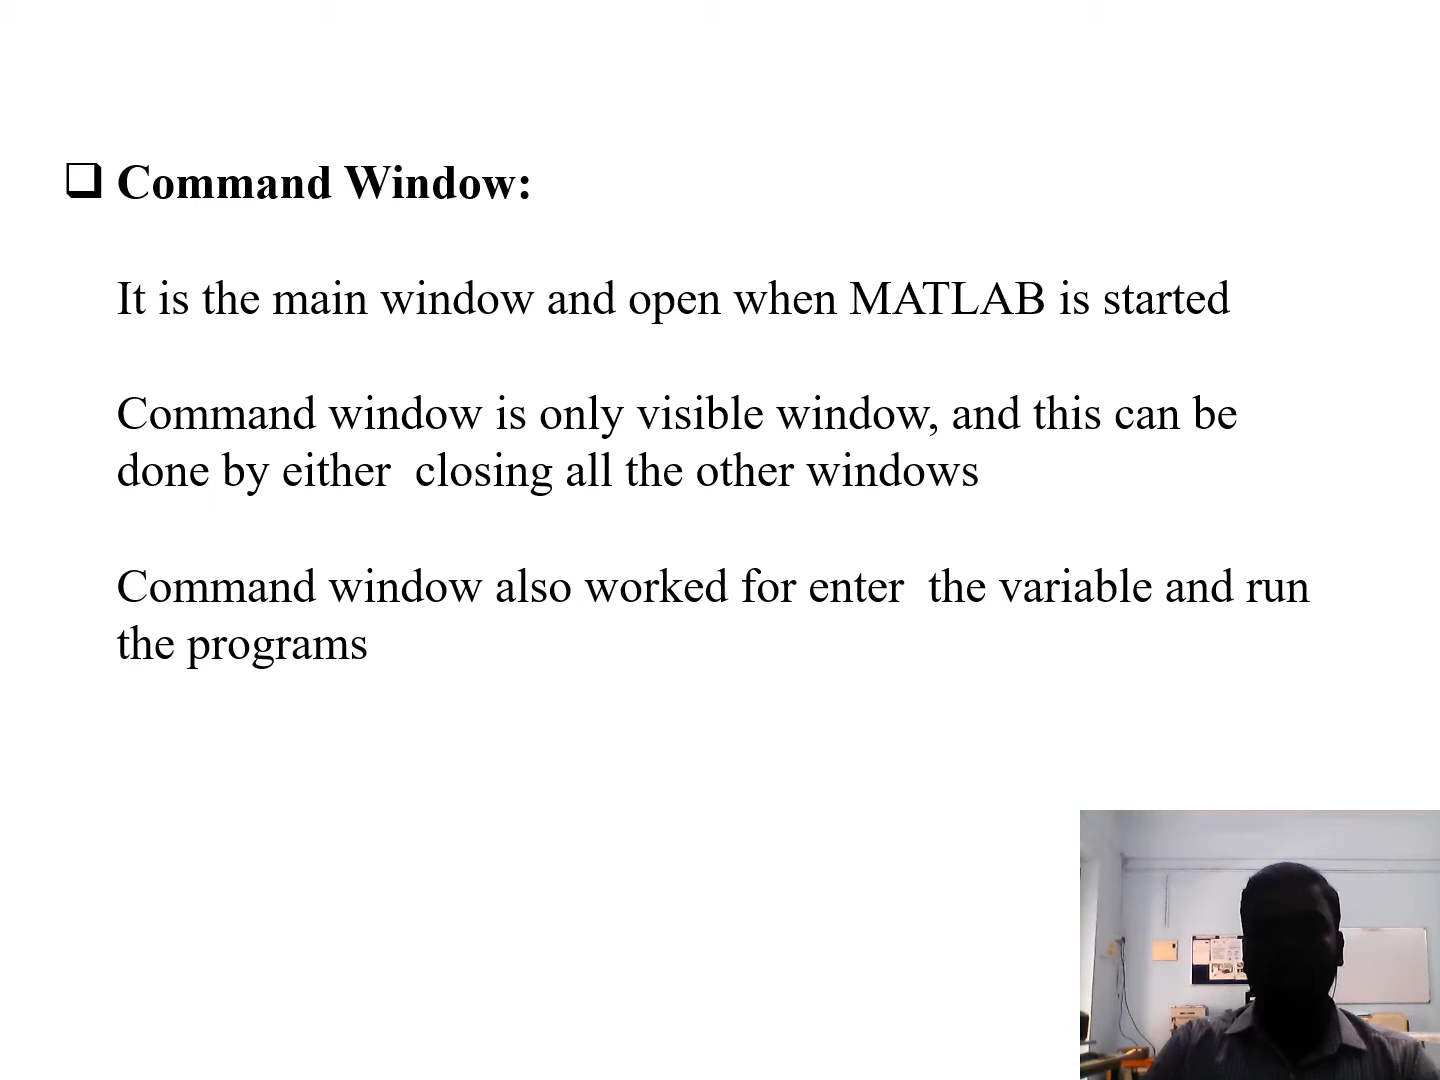 Command Window:
It is the main window and open when MATLAB is started
Command window is only visible window, and this can be
done by either  closing all the other windows
Command window also worked for enter  the variable and run
the programs